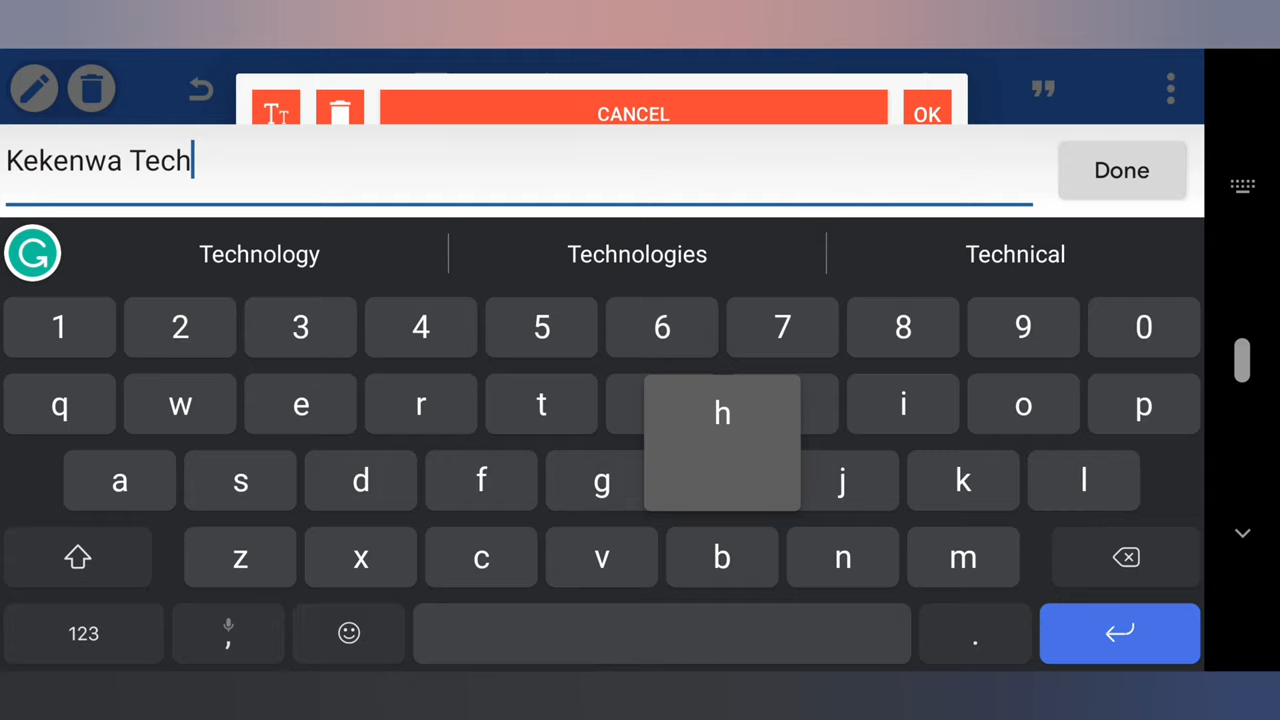 TT
CANCEL
OK
Kekenwa Tech
Done
Technology
Technologies
Technical
1 2 3 4 5 6 7 8 9 0
q w e r t h i o p
a s d f g j k l
z x c v b n m
123 , .